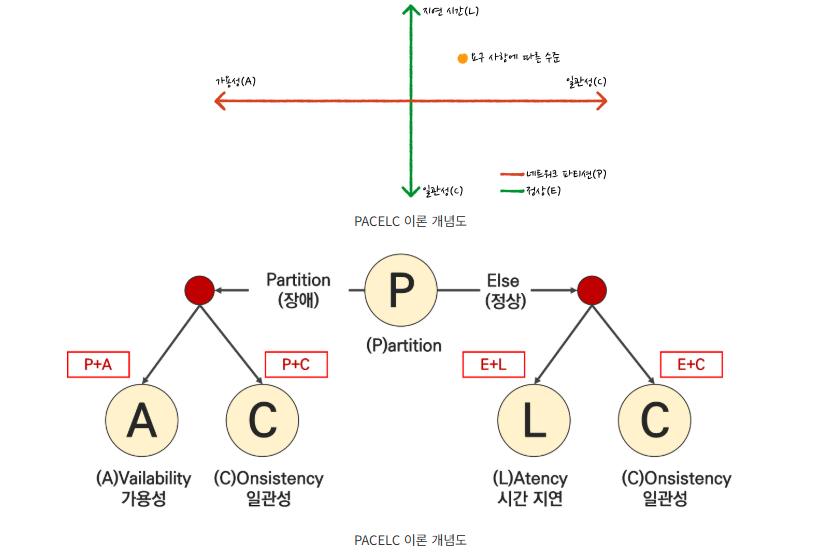 지연 시간(L)
요구 사항에 따른 수준
가용성(A)
일관성(C)
네트워크 파티션(P)
일관성(C)
정상(E)
PACELC 이론 개념도
Partition
(장애)
P
Else
(정상)
(P)artition
P+A
P+C
E+L
E+C
A
C
L
C
(A)Vailability
가용성
(C)Onsistency
일관성
(L)Atency
시간 지연
(C)Onsistency
일관성
PACELC 이론 개념도